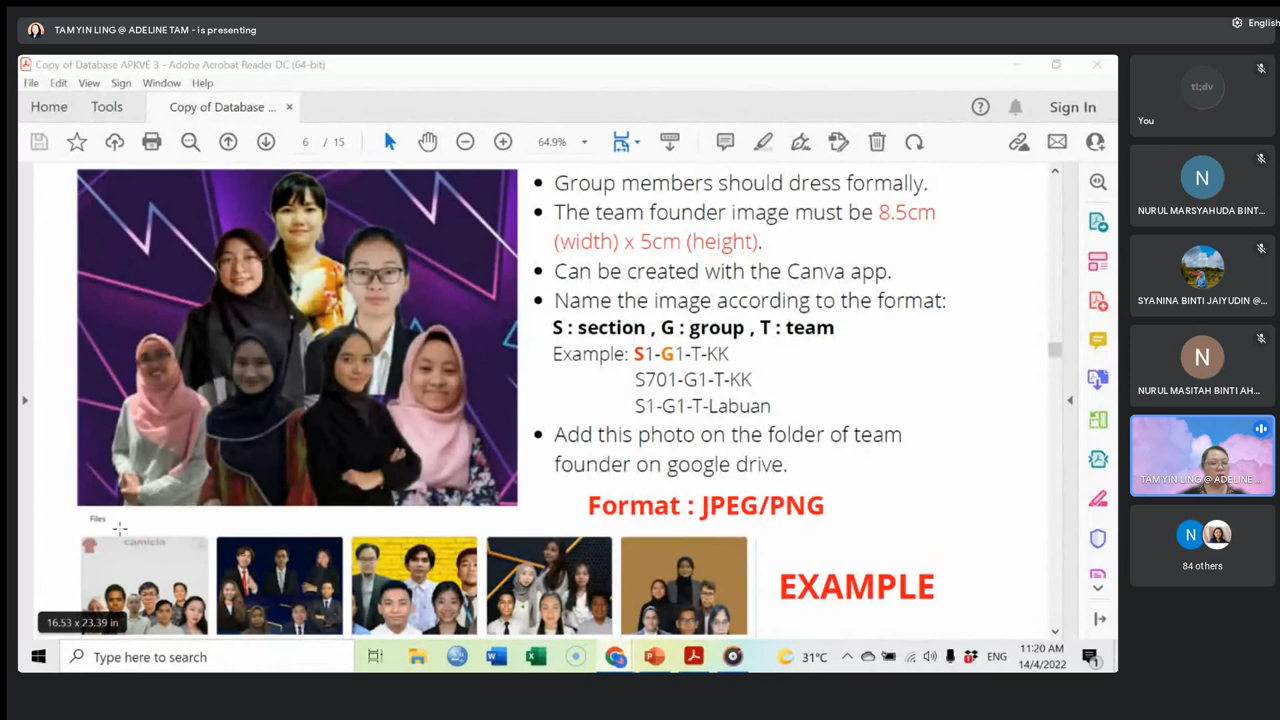 TAM YIN LING @ ADELINE TAM - is presenting
English
Copy of Database APKVE 3 - Adobe Acrobat Reader DC (64-bit)
File Edit View Sign Window Help
Home Tools Copy of Database ... × Sign In
6 / 15 64.9%
Group members should dress formally.
The team founder image must be 8.5cm
(width) x 5cm (height).
Can be created with the Canva app.
Name the image according to the format:
S : section , G : group , T : team
Example: S1-G1-T-KK
S701-G1-T-KK
S1-G1-T-Labuan
Add this photo on the folder of team
founder on google drive.
Format : JPEG/PNG
Files
camicia
EXAMPLE
16.53 x 23.39 in
Type here to search
31°C
ENG
11:20 AM
14/4/2022
1
tl;dv
You
N
NURUL MARSYAHUDA BINT...
SYANINA BINTI JAIYUDIN @...
N
NURUL MASITAH BINTI AH...
TAM YIN LING @ ADELINE ...
N
84 others